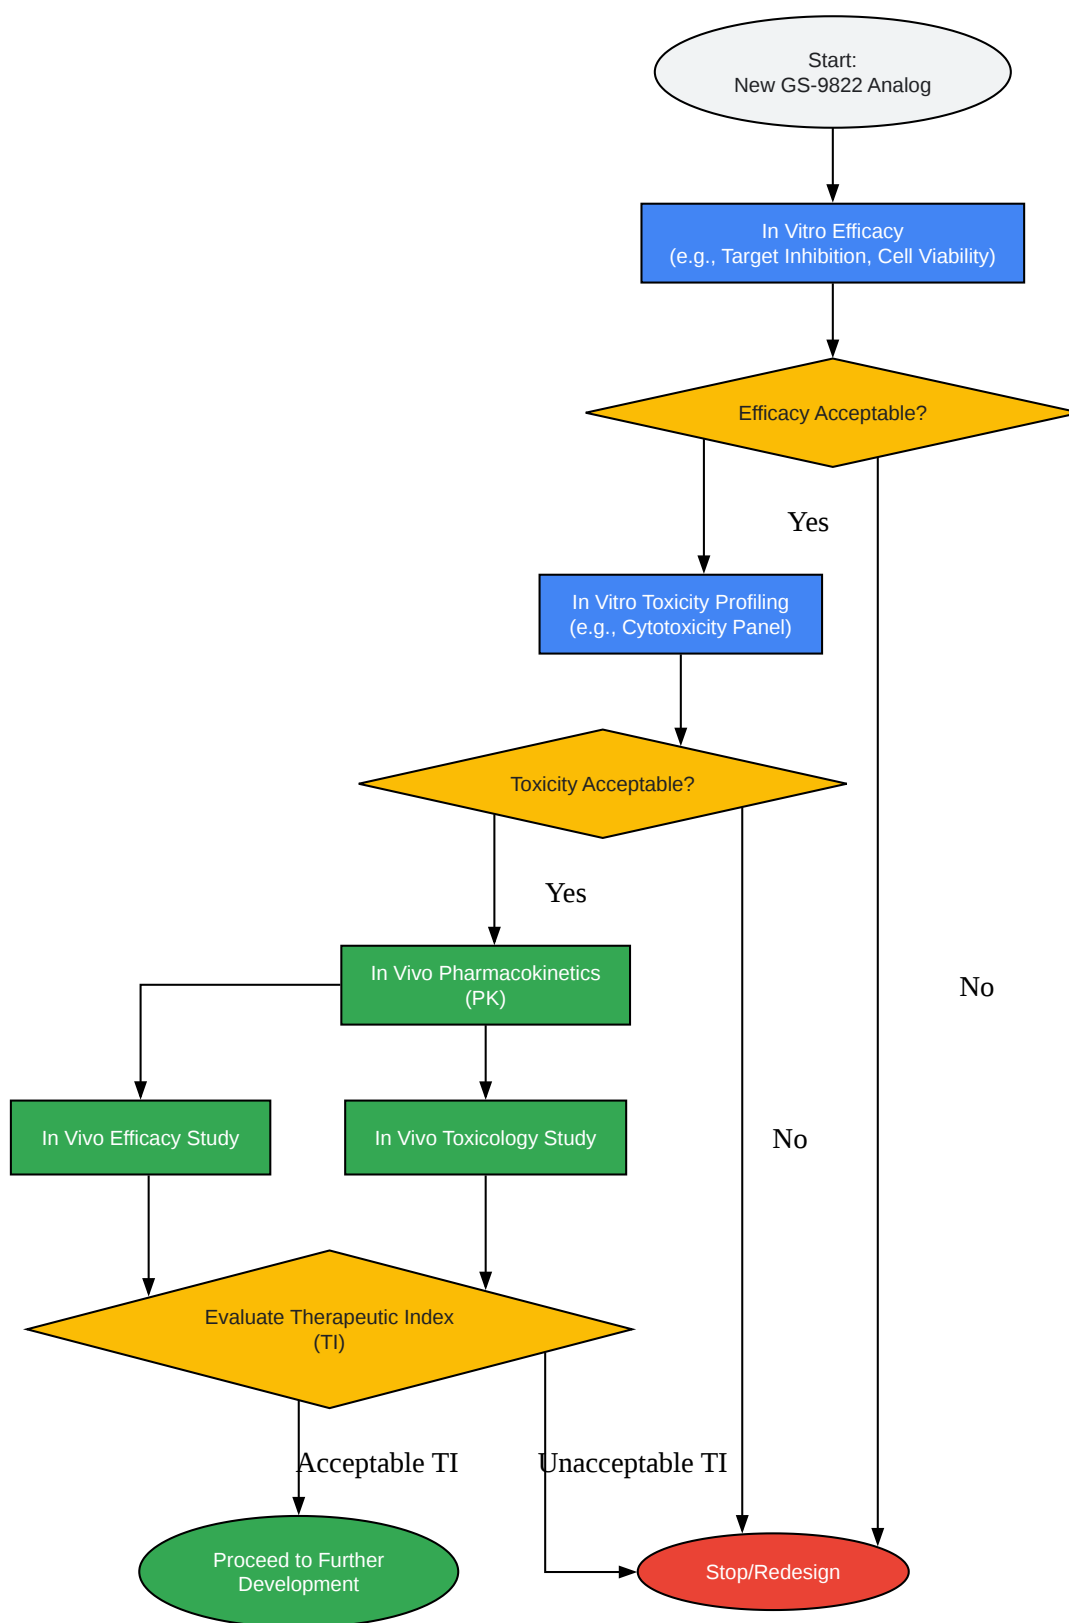 Start:
New GS-9822 Analog
In Vitro Efficacy
(e.g., Target Inhibition, Cell Viability)
Efficacy Acceptable?
Yes
In Vitro Toxicity Profiling
(e.g., Cytotoxicity Panel)
Toxicity Acceptable?
Yes
In Vivo Pharmacokinetics
(PK)
No
In Vivo Efficacy Study
In Vivo Toxicology Study
No
Evaluate Therapeutic Index
(TI)
Acceptable TI
Unacceptable TI
Proceed to Further
Development
Stop/Redesign